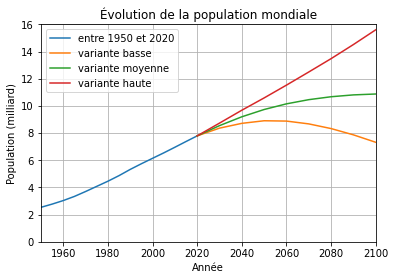 Évolution de la population mondiale
entre 1950 et 2020
variante basse
variante moyenne
variante haute
Population (milliard)
16
14
12
10
8
6
4
2
0
1960 1980 2000 2020 2040 2060 2080 2100
Année